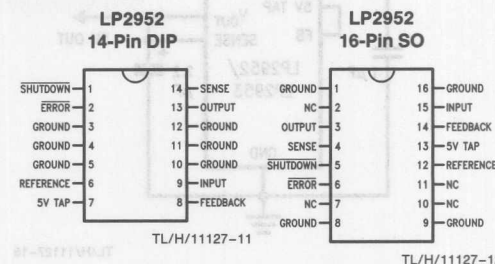 LP2952
14-Pin DIP
SHUTDOWN 1 14 SENSE
ERROR 2 13 OUTPUT
GROUND 3 12 GROUND
GROUND 4 11 GROUND
GROUND 5 10 GROUND
REFERENCE 6 9 INPUT
5V TAP 7 8 FEEDBACK
TL/H/11127-11
LP2952
16-Pin SO
GROUND 1 16 GROUND
NC 2 15 INPUT
OUTPUT 3 14 FEEDBACK
SENSE 4 13 5V TAP
SHUTDOWN 5 12 REFERENCE
ERROR 6 11 NC
NC 7 10 NC
GROUND 8 9 GROUND
TL/H/11127-1